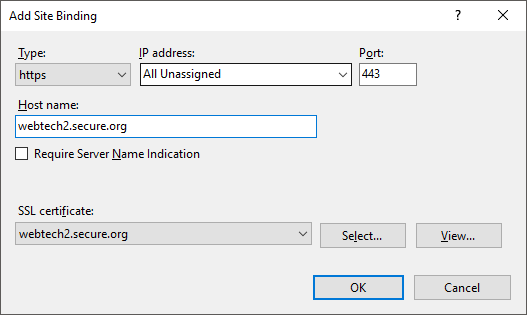 Add Site Binding
? ×
Type: IP address: Port:
https All Unassigned 443
Host name:
webtech2.secure.org
Require Server Name Indication
SSL certificate:
webtech2.secure.org Select... View...
OK Cancel